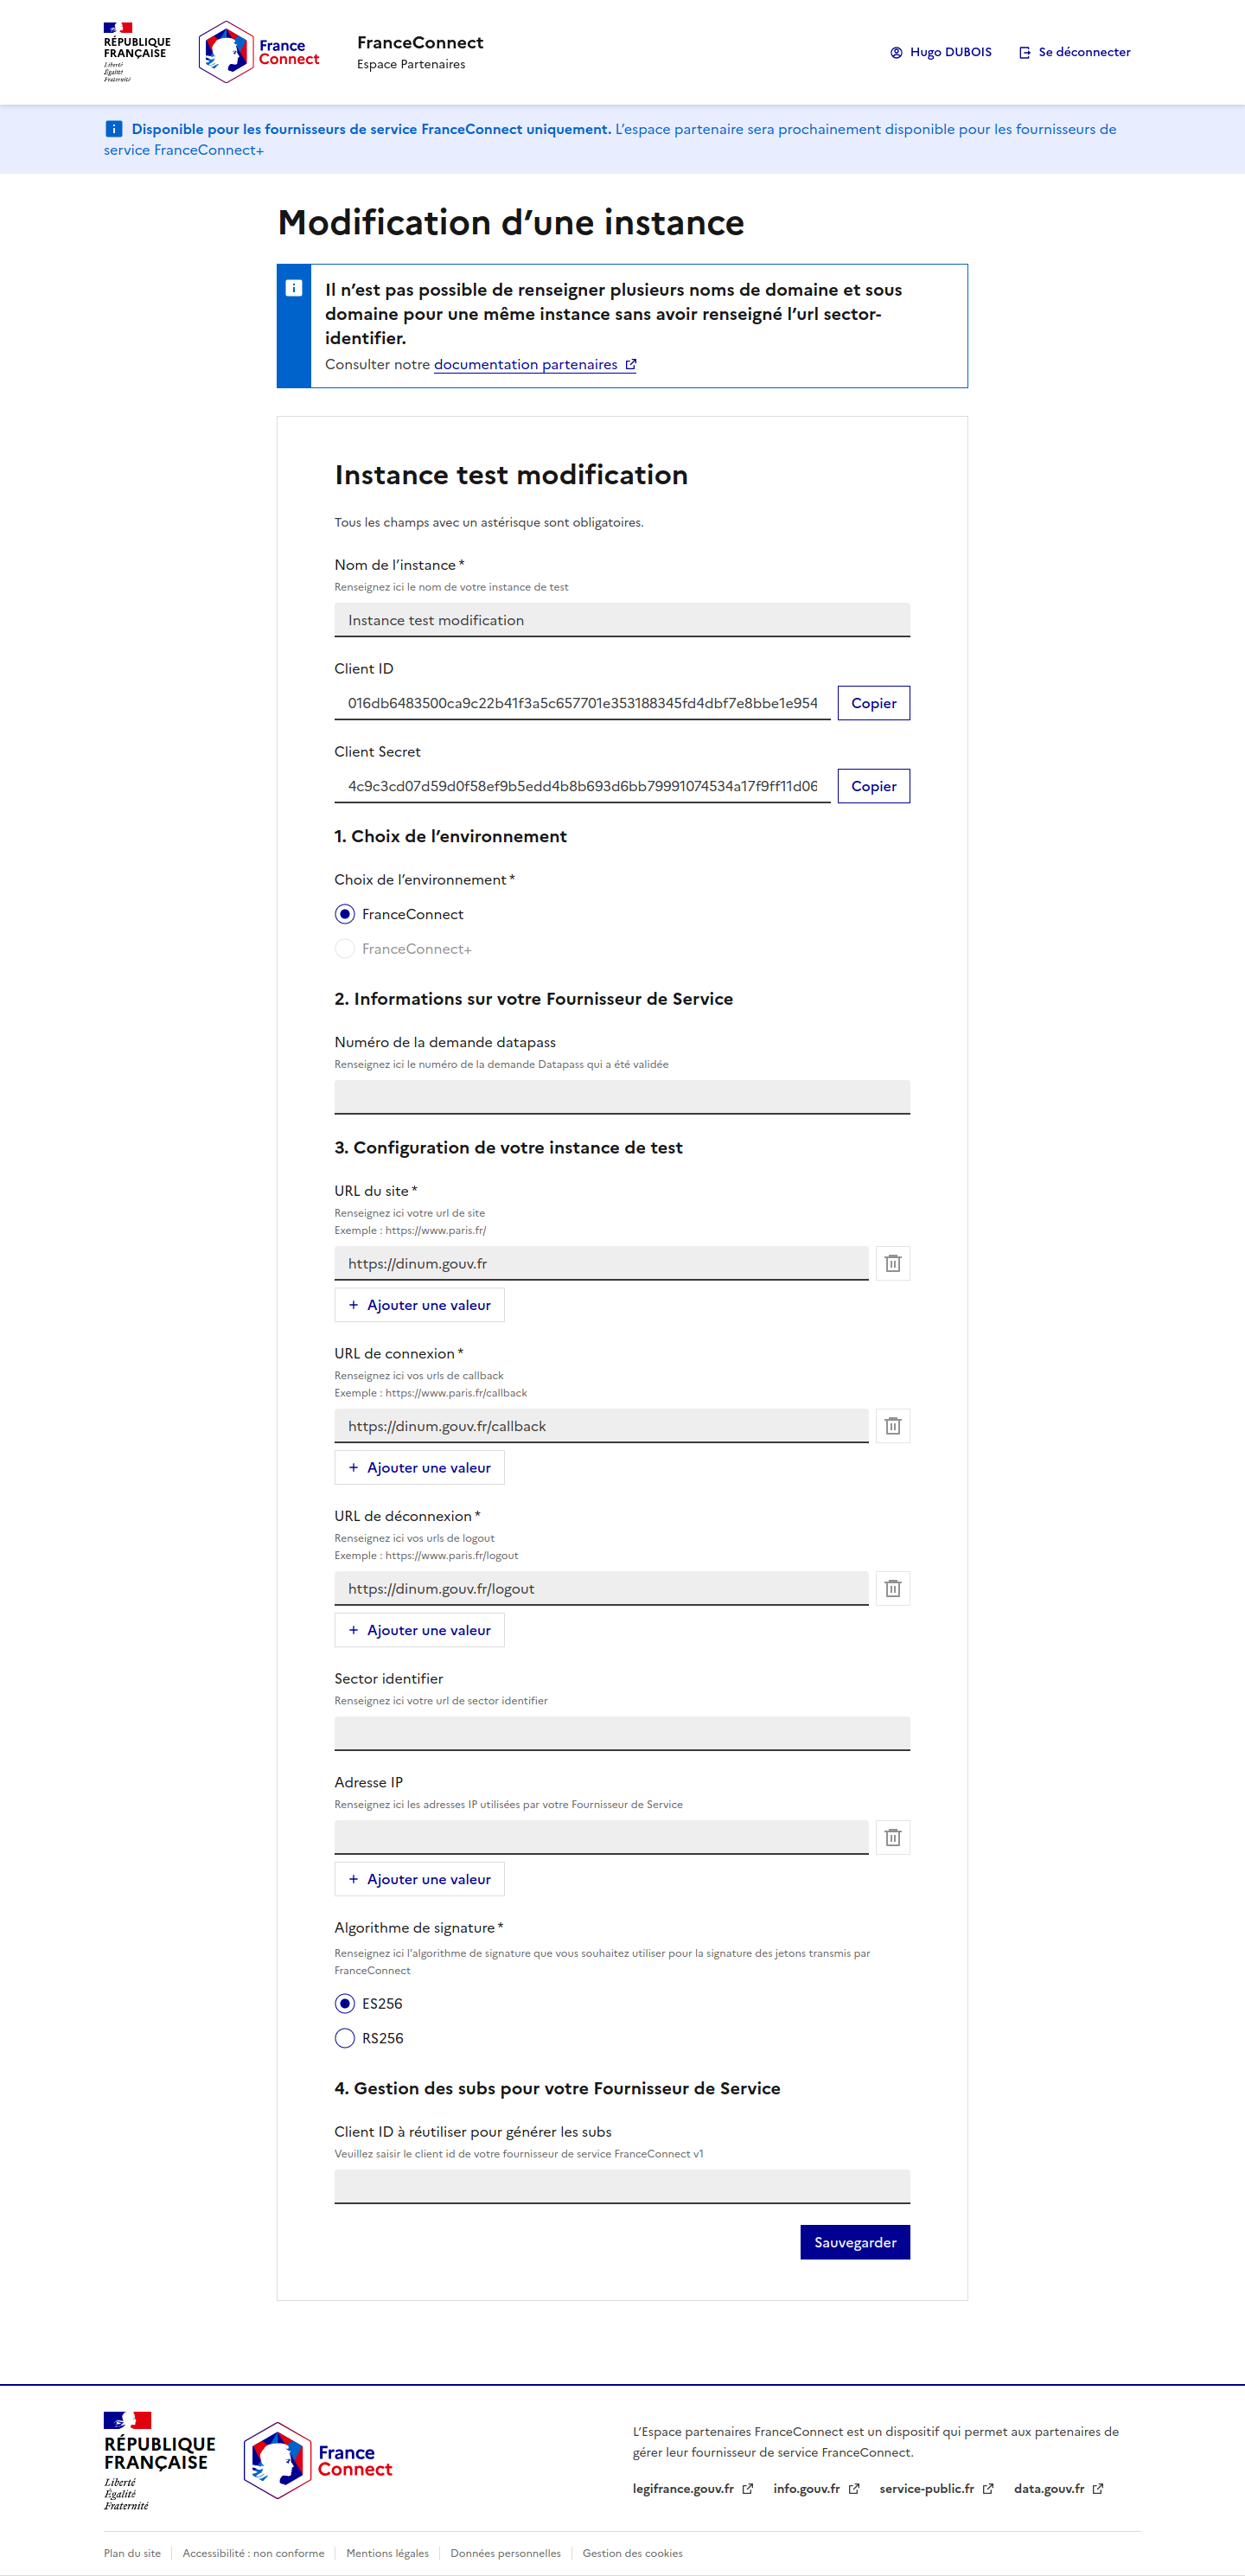 RÉPUBLIQUE
FRANÇAISE
Liberté
Égalité
Fraternité
France
Connect
FranceConnect
Espace Partenaires
Hugo DUBOIS
Se déconnecter
Disponible pour les fournisseurs de service FranceConnect uniquement. L’espace partenaire sera prochainement disponible pour les fournisseurs de
service FranceConnect+
Modification d’une instance
Il n’est pas possible de renseigner plusieurs noms de domaine et sous
domaine pour une même instance sans avoir renseigné l’url sector-
identifier.
Consulter notre documentation partenaires
Instance test modification
Tous les champs avec un astérisque sont obligatoires.
Nom de l’instance *
Renseignez ici le nom de votre instance de test
Instance test modification
Client ID
016db6483500ca9c22b41f3a5c657701e353188345fd4dbf7e8bbe1e954
Copier
Client Secret
4c9c3cd07d59d0f58ef9b5edd4b8b693d6bb79991074534a17f9ff11d06
Copier
1. Choix de l’environnement
Choix de l’environnement *
FranceConnect
FranceConnect+
2. Informations sur votre Fournisseur de Service
Numéro de la demande datapass
Renseignez ici le numéro de la demande Datapass qui a été validée
3. Configuration de votre instance de test
URL du site *
Renseignez ici votre url de site
Exemple : https://www.paris.fr/
https://dinum.gouv.fr
+ Ajouter une valeur
URL de connexion *
Renseignez ici vos urls de callback
Exemple : https://www.paris.fr/callback
https://dinum.gouv.fr/callback
+ Ajouter une valeur
URL de déconnexion *
Renseignez ici vos urls de logout
Exemple : https://www.paris.fr/logout
https://dinum.gouv.fr/logout
+ Ajouter une valeur
Sector identifier
Renseignez ici votre url de sector identifier
Adresse IP
Renseignez ici les adresses IP utilisées par votre Fournisseur de Service
+ Ajouter une valeur
Algorithme de signature *
Renseignez ici l'algorithme de signature que vous souhaitez utiliser pour la signature des jetons transmis par
FranceConnect
ES256
RS256
4. Gestion des subs pour votre Fournisseur de Service
Client ID à réutiliser pour générer les subs
Veuillez saisir le client id de votre fournisseur de service FranceConnect v1
Sauvegarder
RÉPUBLIQUE
FRANÇAISE
Liberté
Égalité
Fraternité
France
Connect
L’Espace partenaires FranceConnect est un dispositif qui permet aux partenaires de
gérer leur fournisseur de service FranceConnect.
legifrance.gouv.fr info.gouv.fr service-public.fr data.gouv.fr
Plan du site Accessibilité : non conforme Mentions légales Données personnelles Gestion des cookies